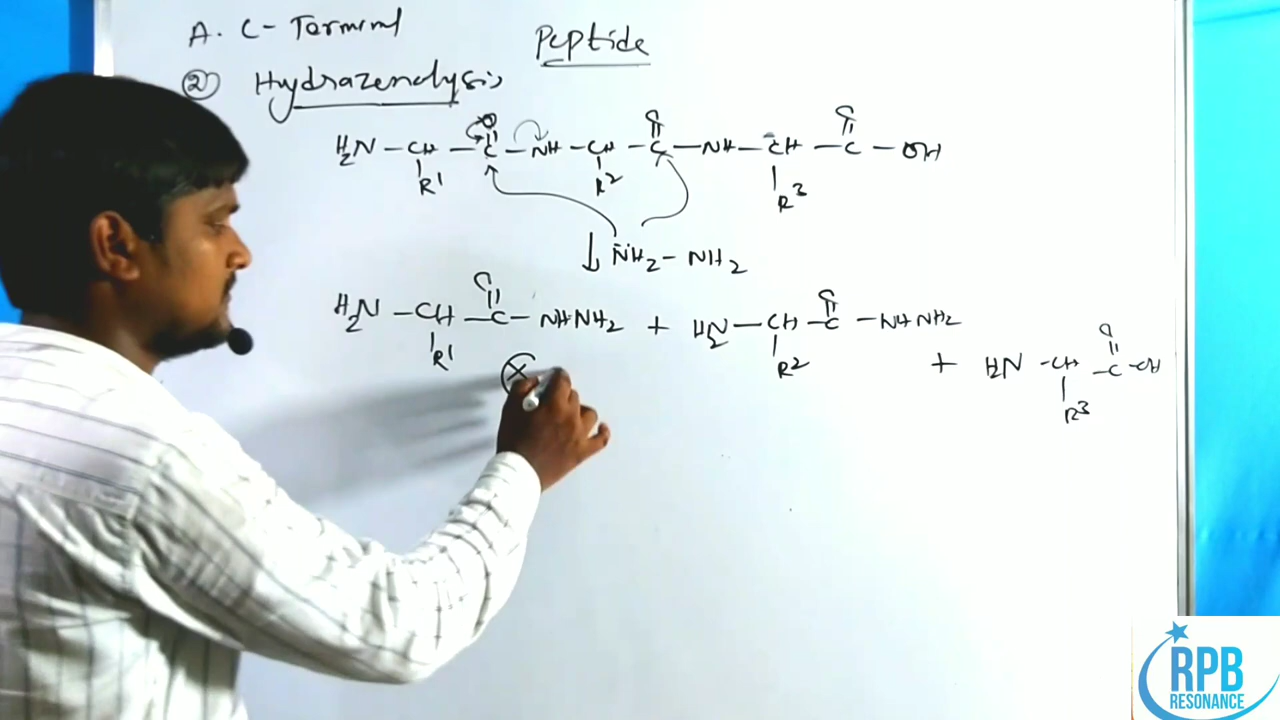 A. C- Terminal
Peptide
② Hydrazenolysis
O O O
H2N – CH – C – NH – CH – C – NH – CH – C – OH
R1 R2 R3
↓ N̈H2 – NH2
O O
H2N – CH – C – NHNH2 + H2N – CH – C – NHNH2
R1 R2
O
+ H2N – CH – C – OH
R3
X
RPB
RESONANCE